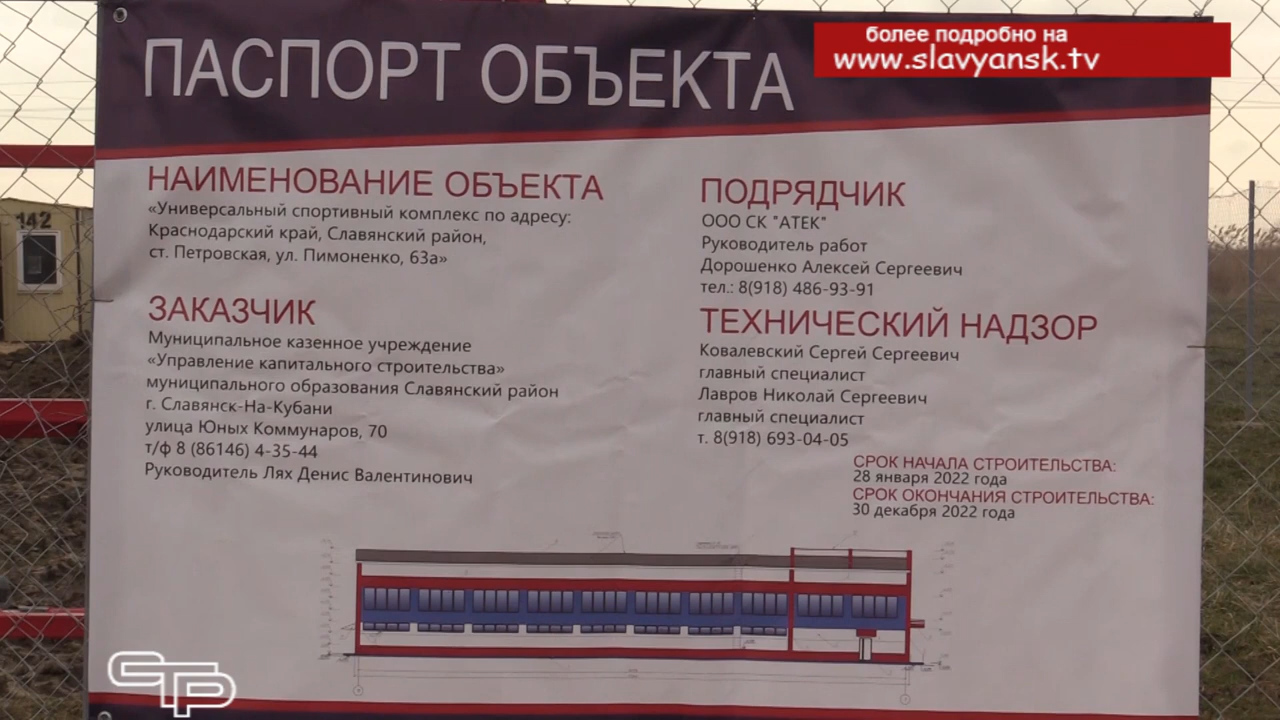 более подробно на
www.slavyansk.tv
ПАСПОРТ ОБЪЕКТА
НАИМЕНОВАНИЕ ОБЪЕКТА
«Универсальный спортивный комплекс по адресу:
Краснодарский край, Славянский район,
ст. Петровская, ул. Пимоненко, 63а»
ЗАКАЗЧИК
Муниципальное казенное учреждение
«Управление капитального строительства»
муниципального образования Славянский район
г. Славянск-На-Кубани
улица Юных Коммунаров, 70
т/ф 8 (86146) 4-35-44
Руководитель Лях Денис Валентинович
ПОДРЯДЧИК
ООО СК "АТЕК"
Руководитель работ
Дорошенко Алексей Сергеевич
тел.: 8(918) 486-93-91
ТЕХНИЧЕСКИЙ НАДЗОР
Ковалевский Сергей Сергеевич
главный специалист
Лавров Николай Сергеевич
главный специалист
т. 8(918) 693-04-05
СРОК НАЧАЛА СТРОИТЕЛЬСТВА:
28 января 2022 года
СРОК ОКОНЧАНИЯ СТРОИТЕЛЬСТВА:
30 декабря 2022 года
142
СТР